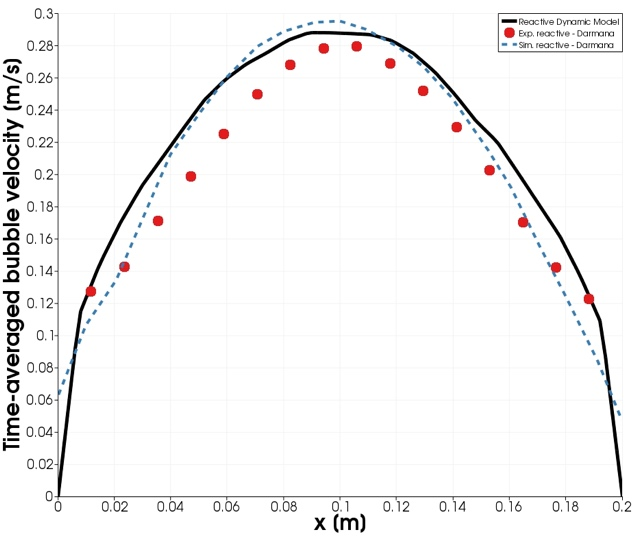 Time-averaged bubble velocity (m/s)
0.3
0.28
0.26
0.24
0.22
0.2
0.18
0.16
0.14
0.12
0.1
0.08
0.06
0.04
0.02
0
Reactive Dynamic Model
Exp. reactive - Darmana
Sim. reactive - Darmana
0 0.02 0.04 0.06 0.08 0.1 0.12 0.14 0.16 0.18 0.2
x (m)